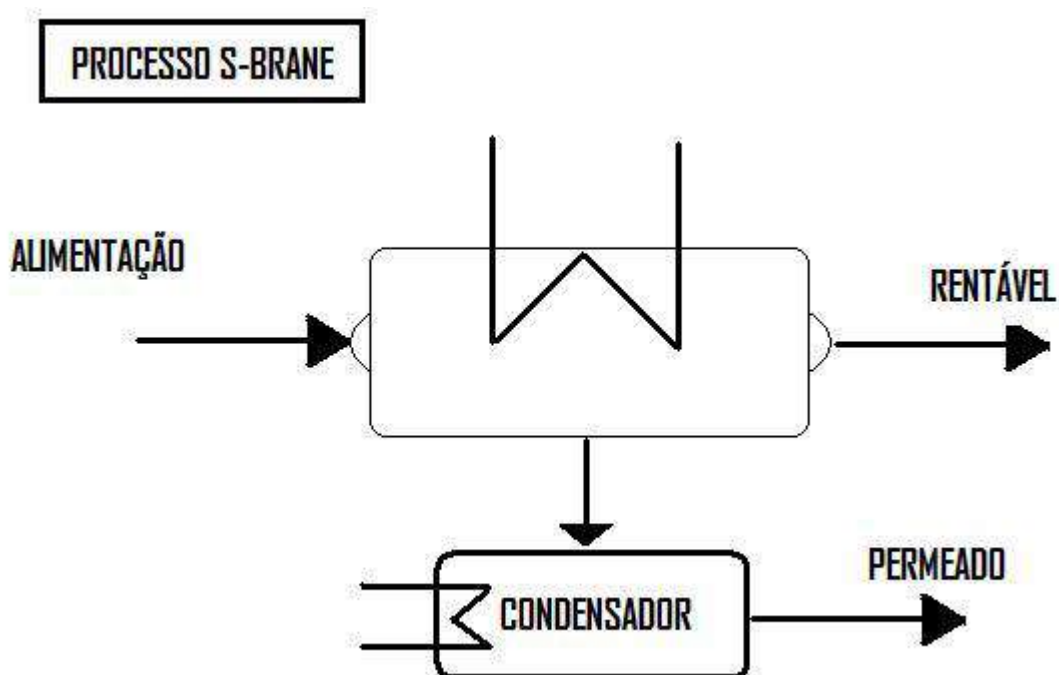 PROCESSO S-BRANE
ALIMENTAÇÃO
RENTÁVEL
CONDENSADOR
PERMEADO